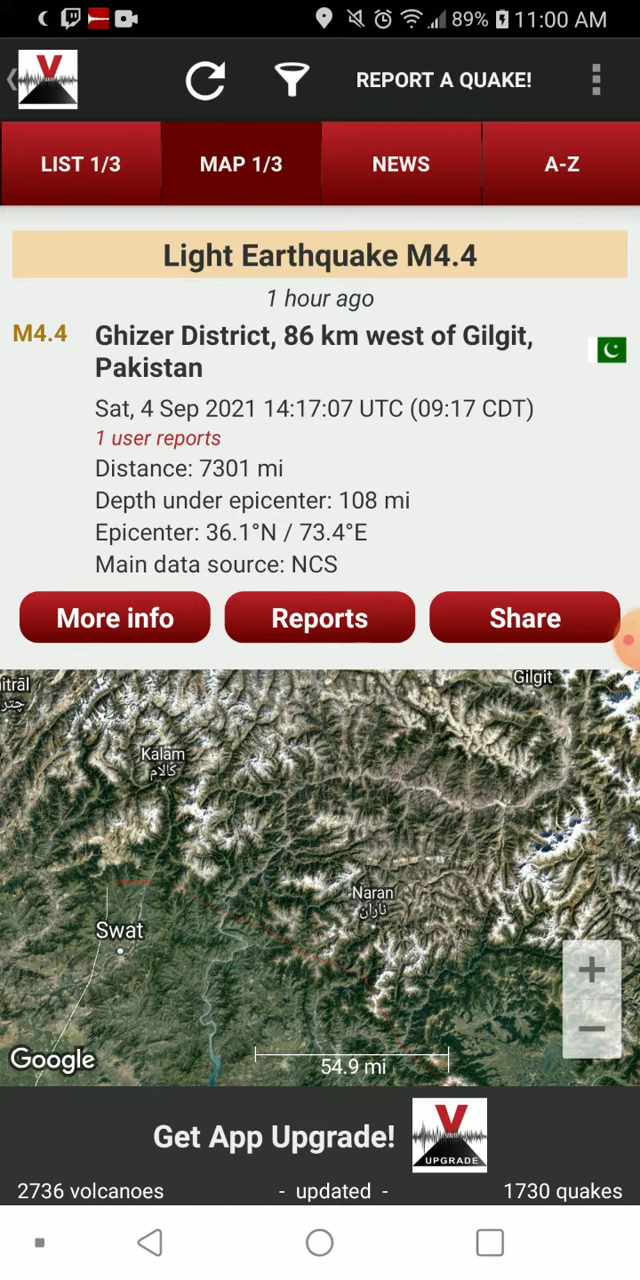 89% 11:00 AM
V
REPORT A QUAKE!
LIST 1/3
MAP 1/3
NEWS
A-Z
Light Earthquake M4.4
1 hour ago
M4.4
Ghizer District, 86 km west of Gilgit,
Pakistan
Sat, 4 Sep 2021 14:17:07 UTC (09:17 CDT)
1 user reports
Distance: 7301 mi
Depth under epicenter: 108 mi
Epicenter: 36.1°N / 73.4°E
Main data source: NCS
More info
Reports
Share
itrāl
چتر
Gilgit
Kalam
كالام
Naran
ناران
Swat
+
−
Google
54.9 mi
Get App Upgrade!
V
UPGRADE
2736 volcanoes
- updated -
1730 quakes